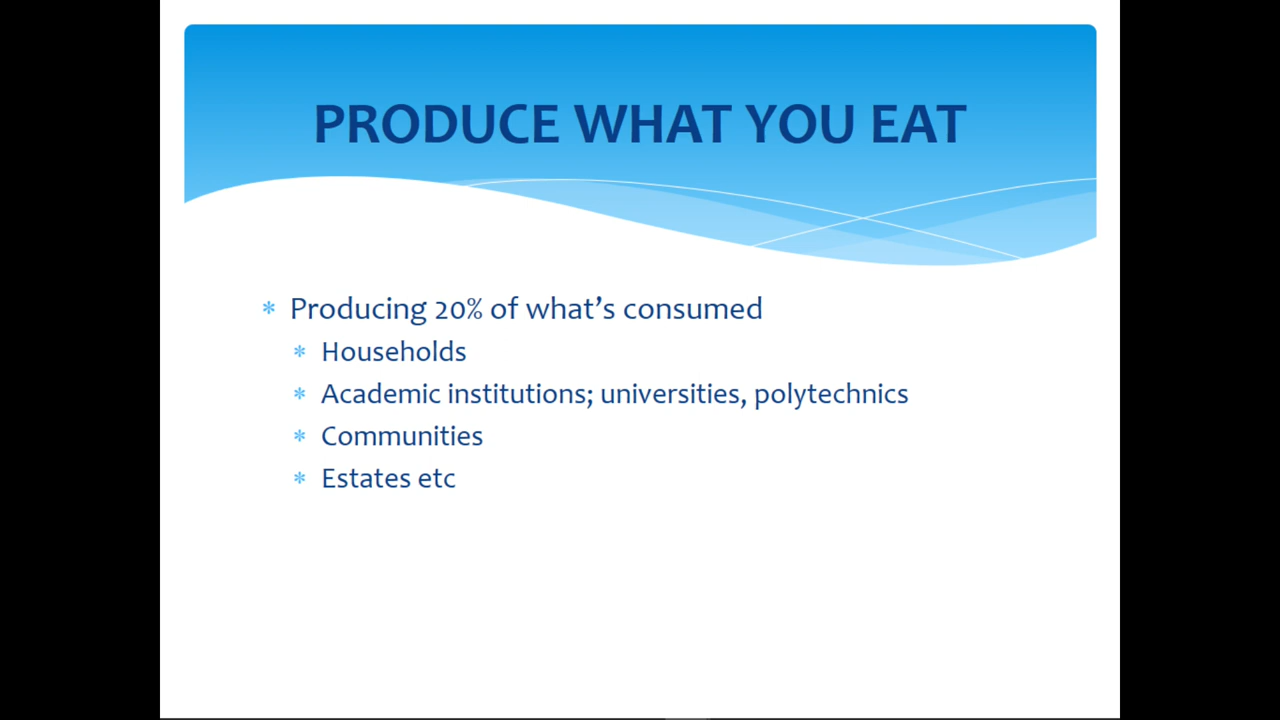 PRODUCE WHAT YOU EAT
* Producing 20% of what’s consumed
* Households
* Academic institutions; universities, polytechnics
* Communities
* Estates etc